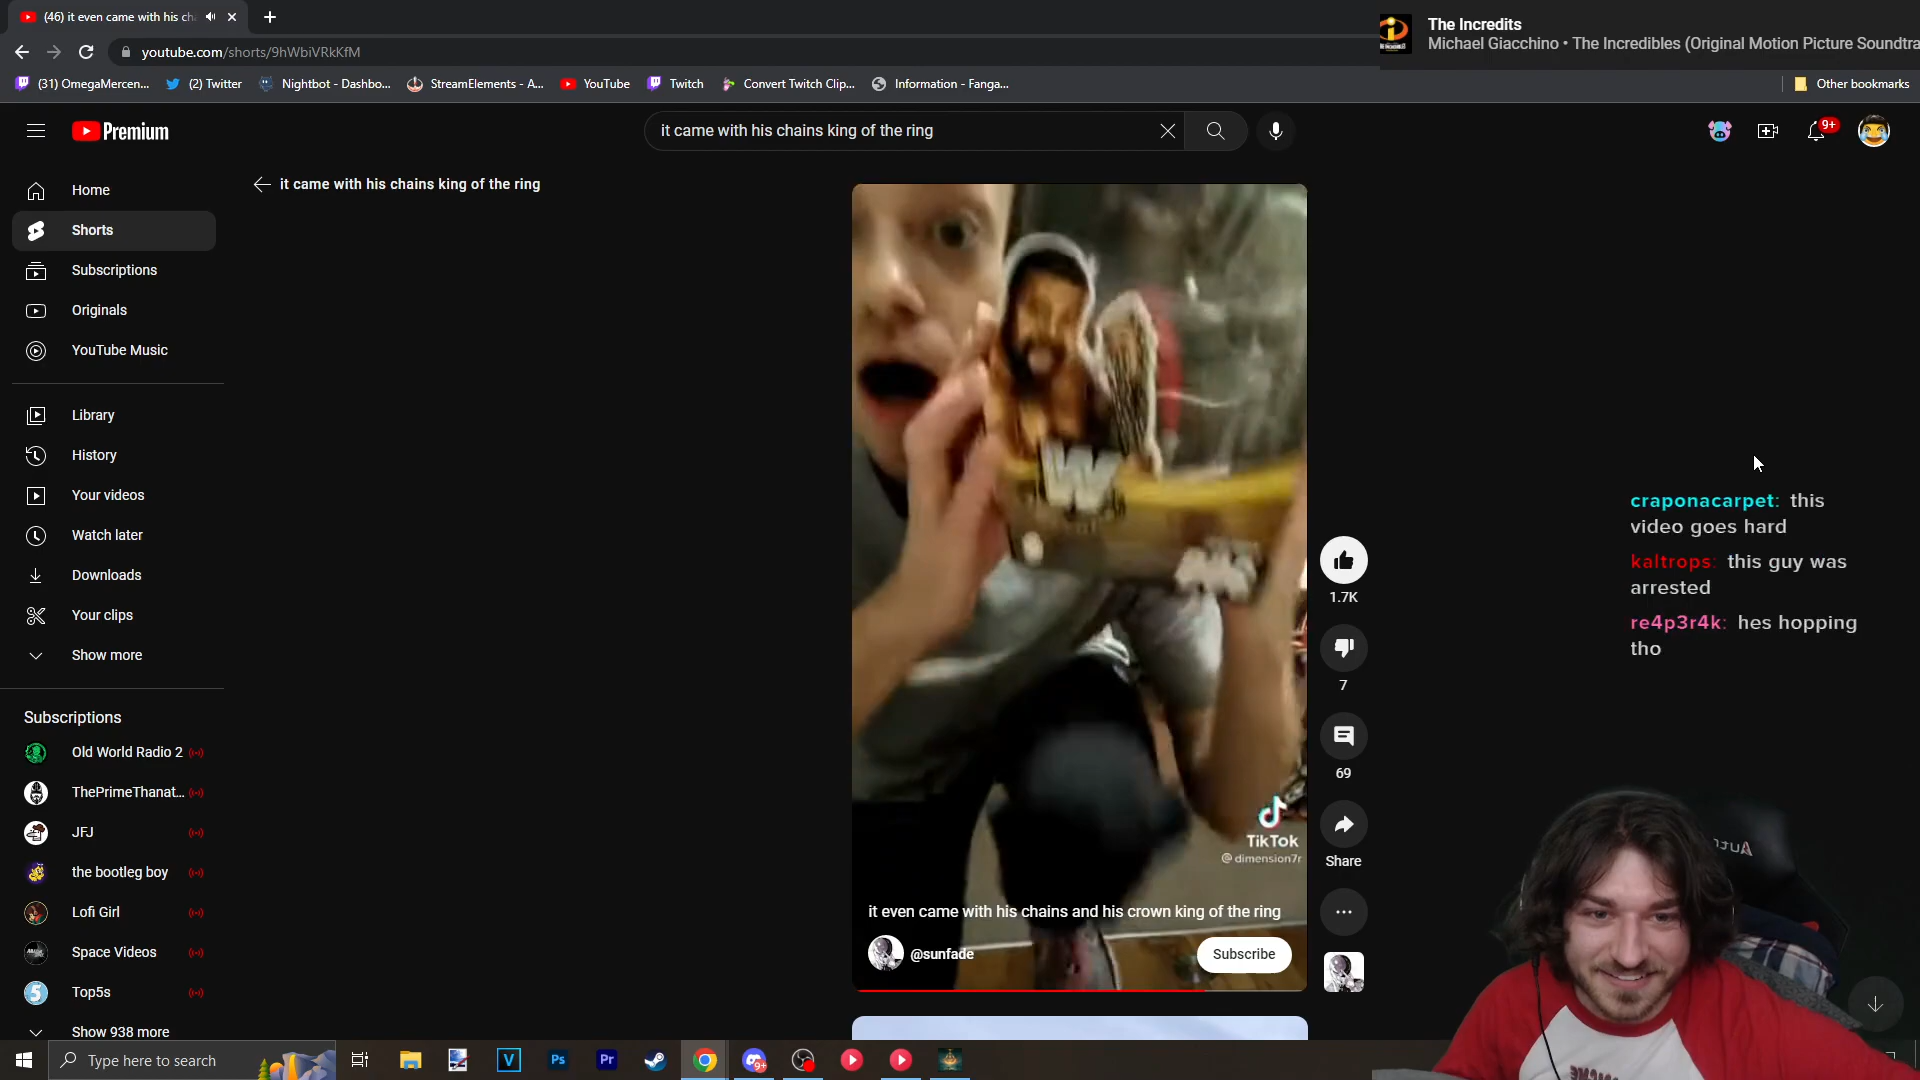 (46) it even came with his cha
youtube.com/shorts/9hWbiVRkKfM
The Incredits
Michael Giacchino • The Incredibles (Original Motion Picture Soundtra
(31) OmegaMercen...
(2) Twitter
Nightbot - Dashbo...
StreamElements - A...
YouTube
Twitch
Convert Twitch Clip...
Information - Fanga...
Other bookmarks
Premium
it came with his chains king of the ring
9+
Home
Shorts
Subscriptions
Originals
YouTube Music
Library
History
Your videos
Watch later
Downloads
Your clips
Show more
Subscriptions
Old World Radio 2
ThePrimeThanat...
JFJ
the bootleg boy
Lofi Girl
Space Videos
Top5s
Show 938 more
it came with his chains king of the ring
W
TikTok
@dimension7r
it even came with his chains and his crown king of the ring
@sunfade
Subscribe
1.7K
7
69
Share
craponacarpet: this
video goes hard
kaltrops: this guy was
arrested
re4p3r4k: hes hopping
tho
Type here to search
V
Ps
Pr
9+